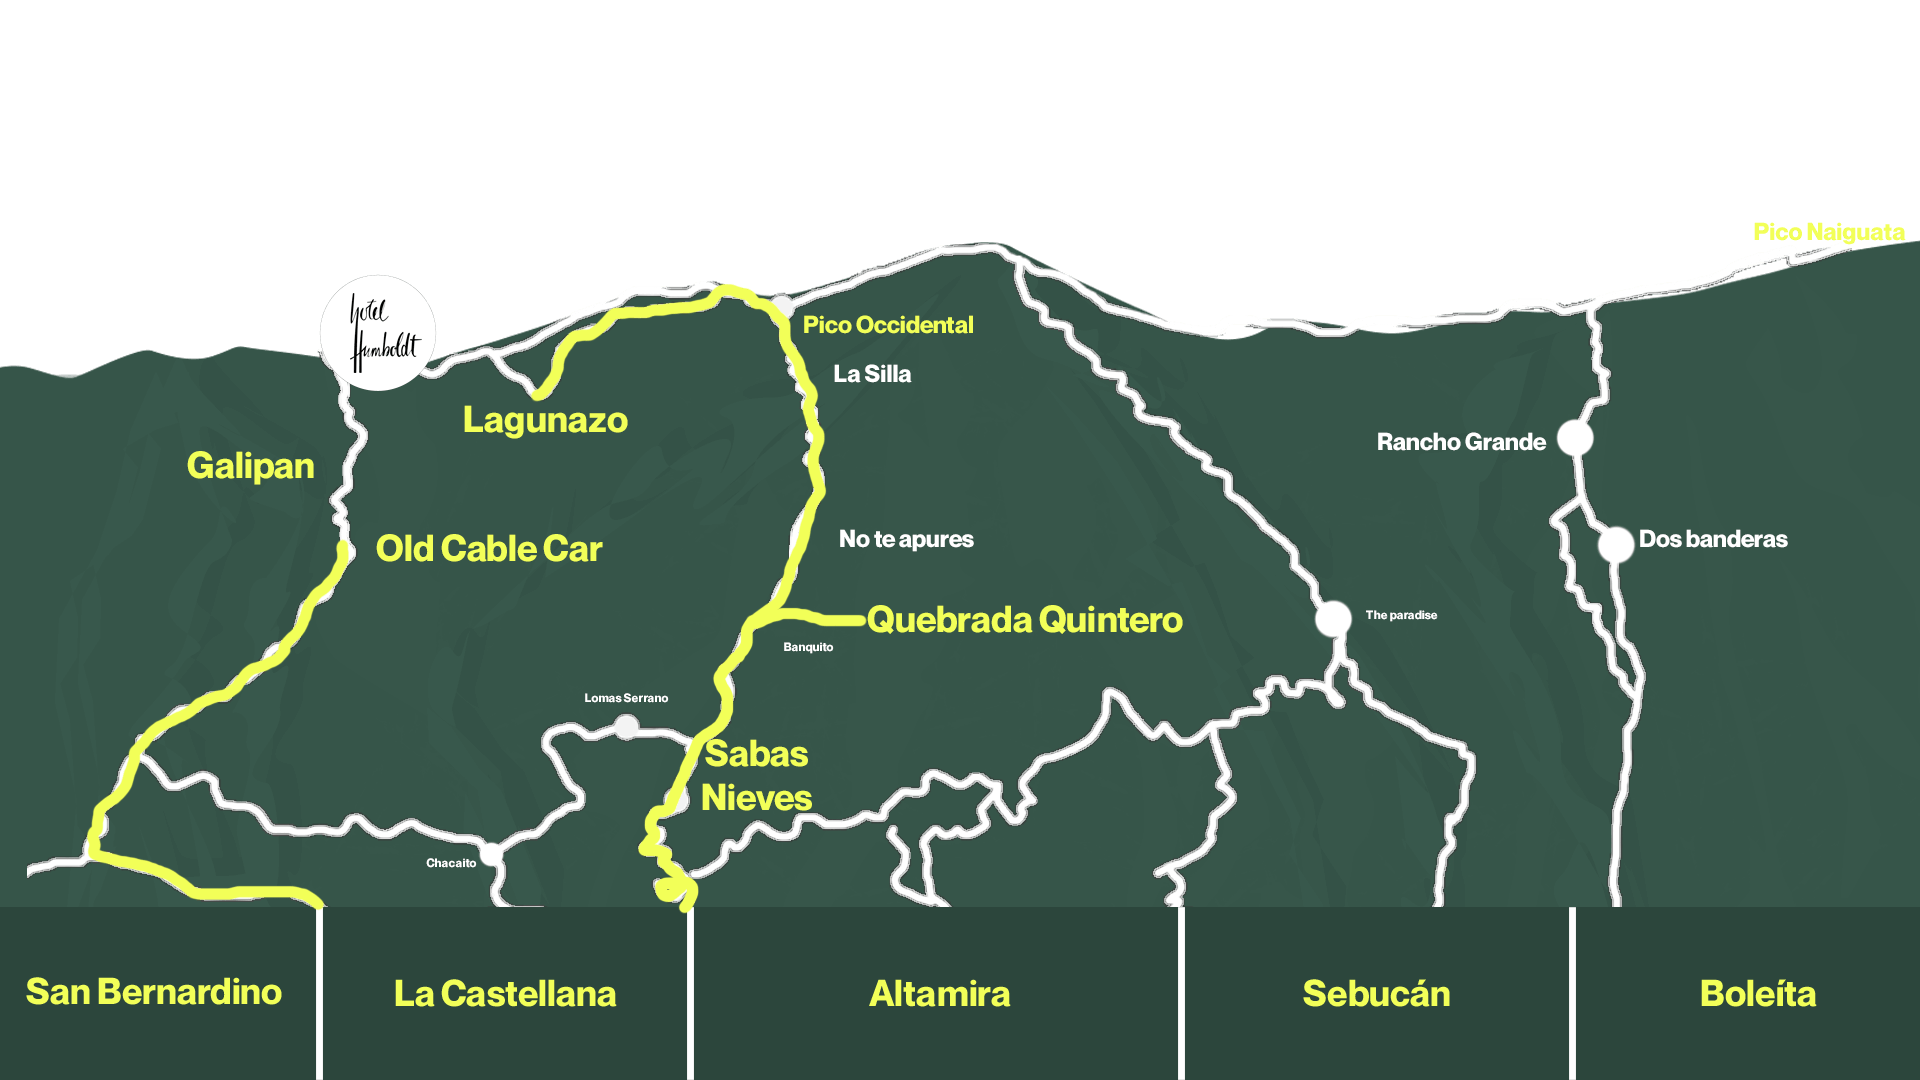 Pico Naiguata
hotel
Humboldt
Pico Occidental
La Silla
Lagunazo
Rancho Grande
Galipan
Old Cable Car
No te apures
Dos banderas
Quebrada Quintero
The paradise
Banquito
Lomas Serrano
Sabas
Nieves
Chacaito
San Bernardino
La Castellana
Altamira
Sebucán
Boleíta